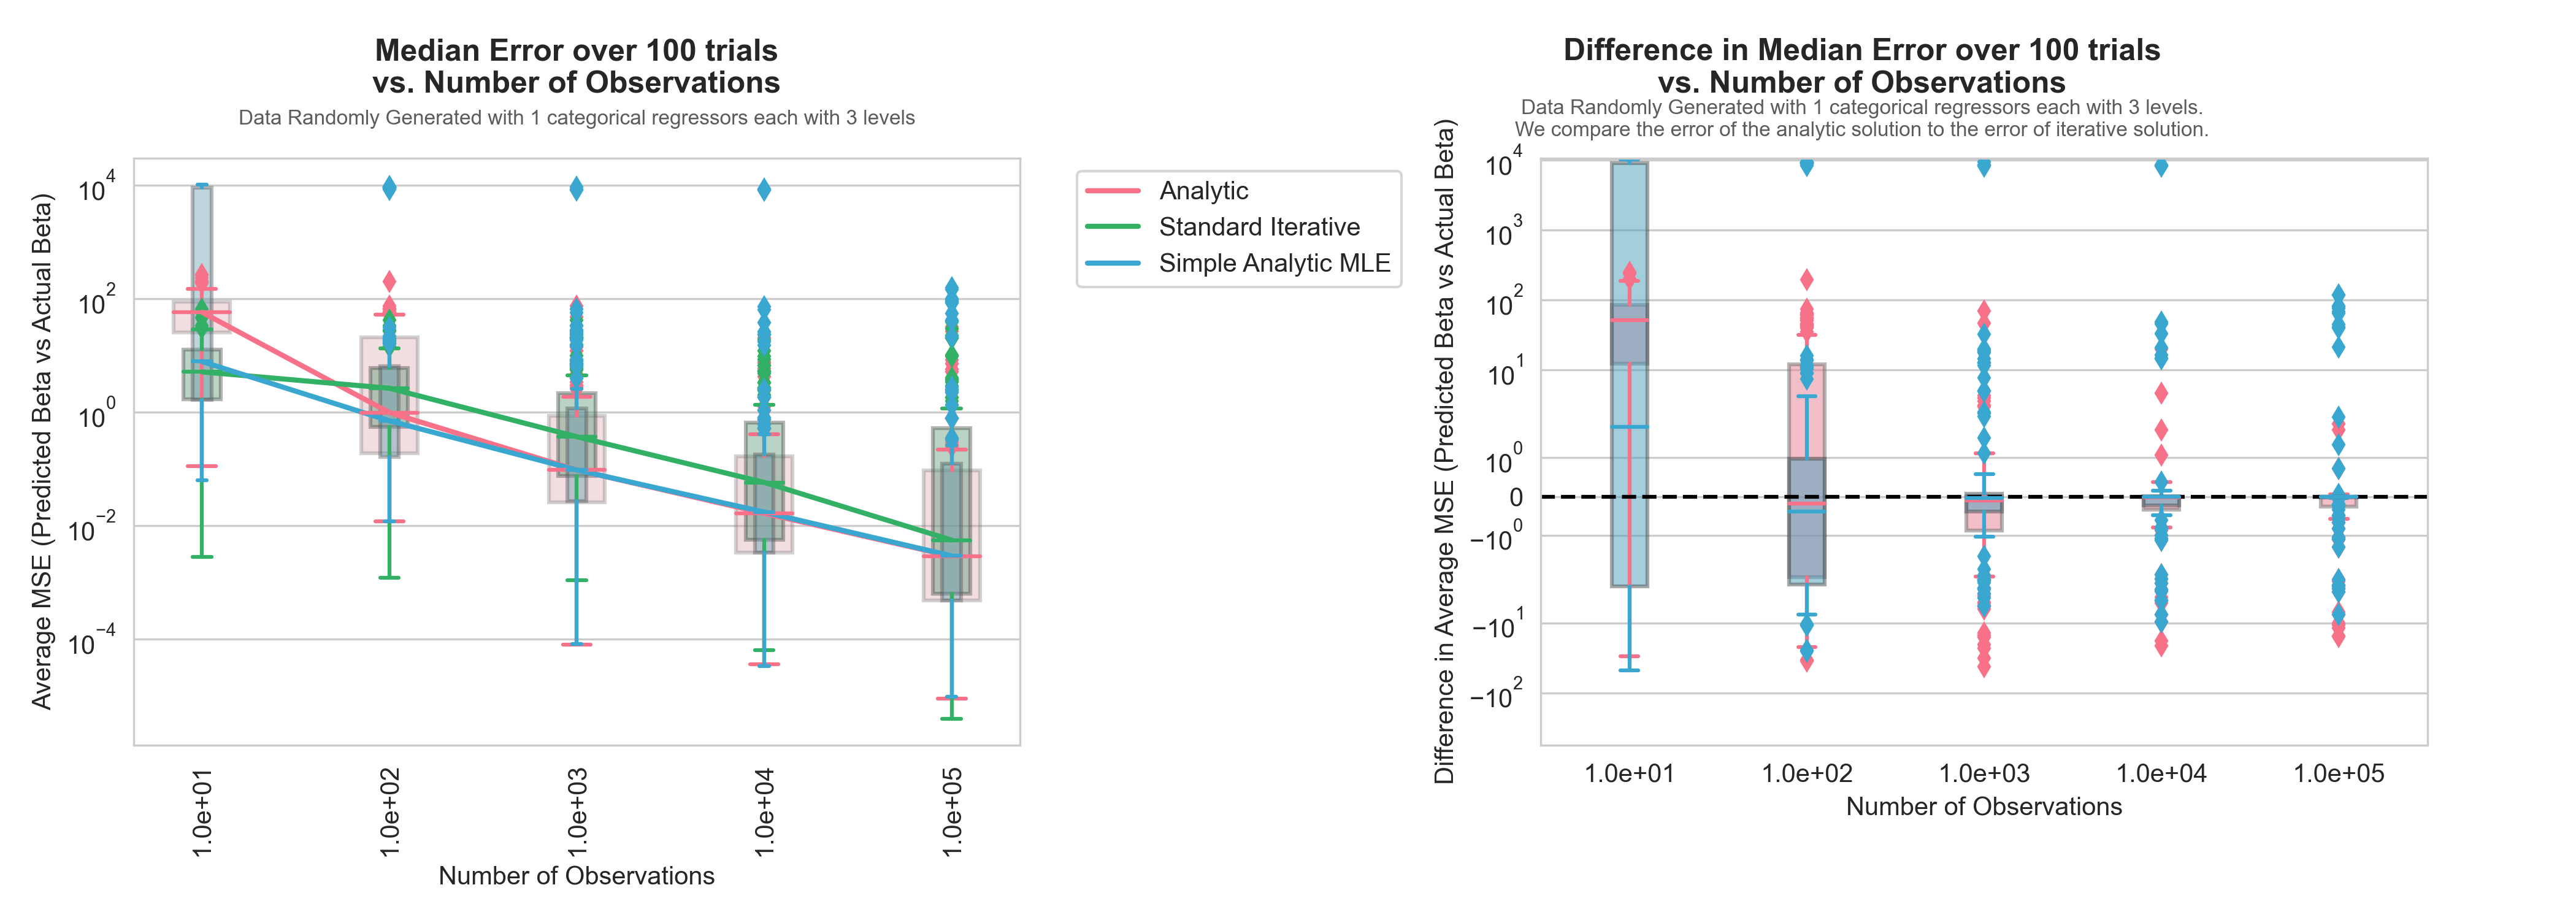 Median Error over 100 trials
vs. Number of Observations
Data Randomly Generated with 1 categorical regressors each with 3 levels
Average MSE (Predicted Beta vs Actual Beta)
10^4
10^2
10^0
10^−2
10^−4
1.0e+01
1.0e+02
1.0e+03
1.0e+04
1.0e+05
Number of Observations
Analytic
Standard Iterative
Simple Analytic MLE
Difference in Median Error over 100 trials
vs. Number of Observations
Data Randomly Generated with 1 categorical regressors each with 3 levels.
We compare the error of the analytic solution to the error of iterative solution.
Difference in Average MSE (Predicted Beta vs Actual Beta)
10^4
10^3
10^2
10^1
10^0
0
−10^0
−10^1
−10^2
1.0e+01
1.0e+02
1.0e+03
1.0e+04
1.0e+05
Number of Observations